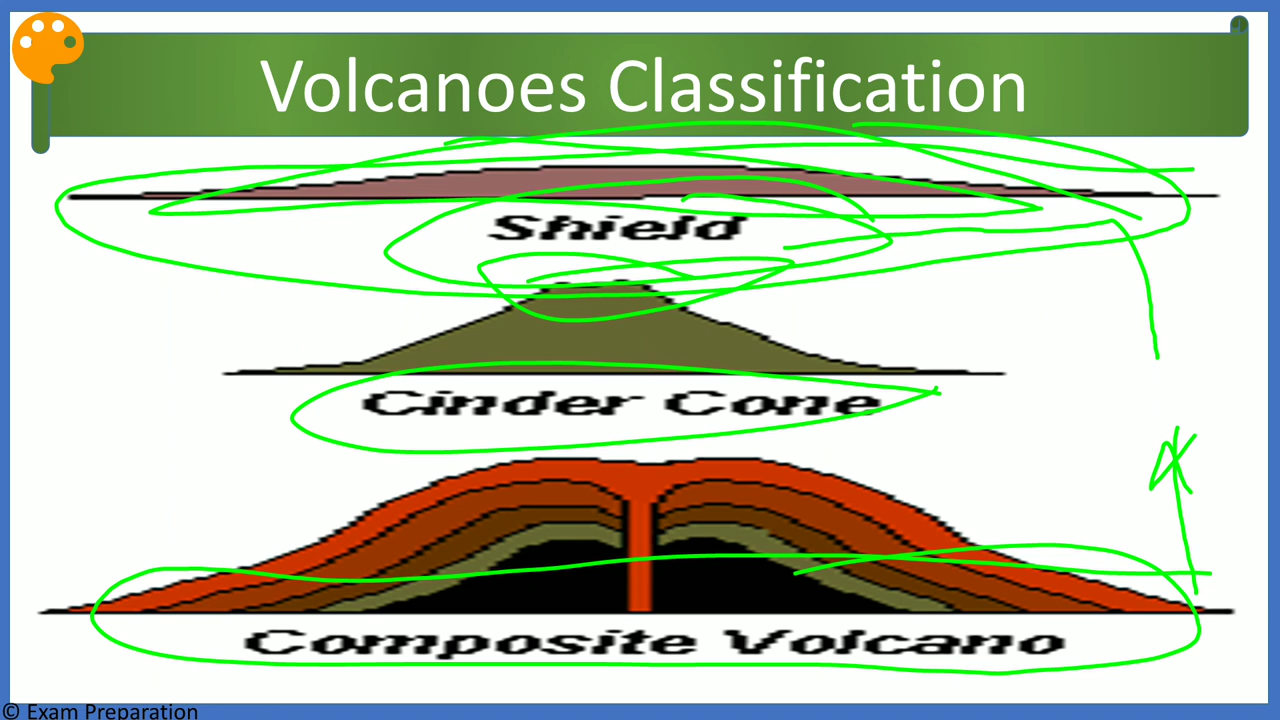 Volcanoes Classification
Shield
Cinder Cone
Composite Volcano
© Exam Preparation